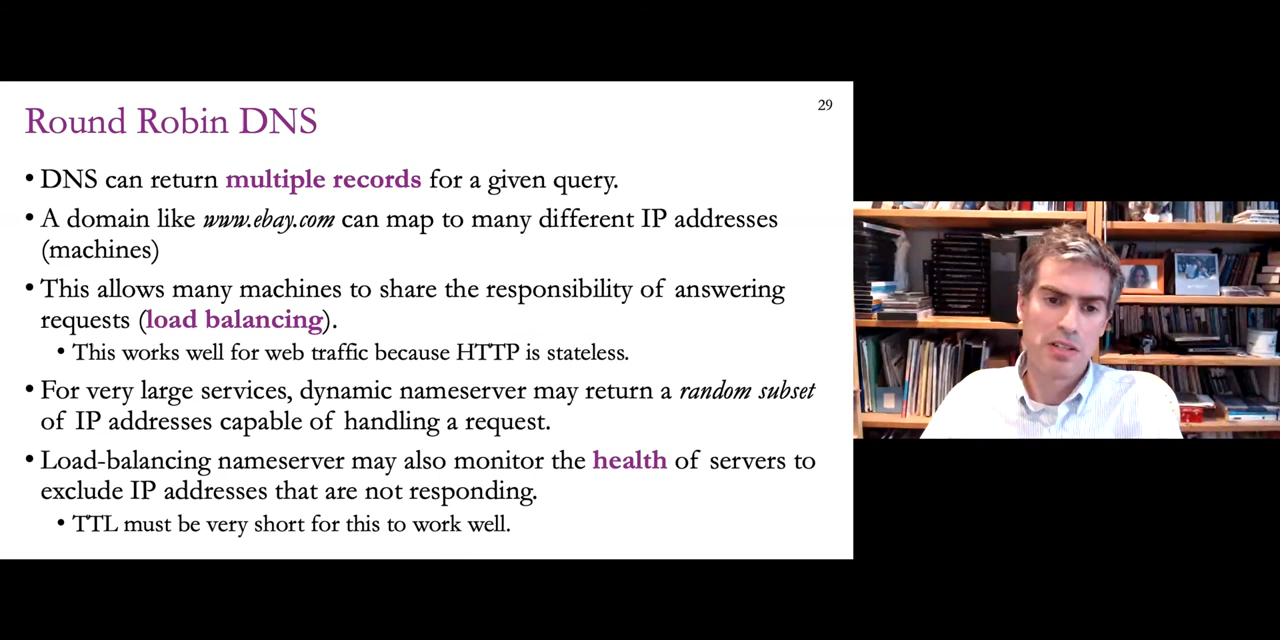 29
Round Robin DNS
• DNS can return multiple records for a given query.
• A domain like www.ebay.com can map to many different IP addresses
(machines)
• This allows many machines to share the responsibility of answering
requests (load balancing).
• This works well for web traffic because HTTP is stateless.
• For very large services, dynamic nameserver may return a random subset
of IP addresses capable of handling a request.
• Load-balancing nameserver may also monitor the health of servers to
exclude IP addresses that are not responding.
• TTL must be very short for this to work well.